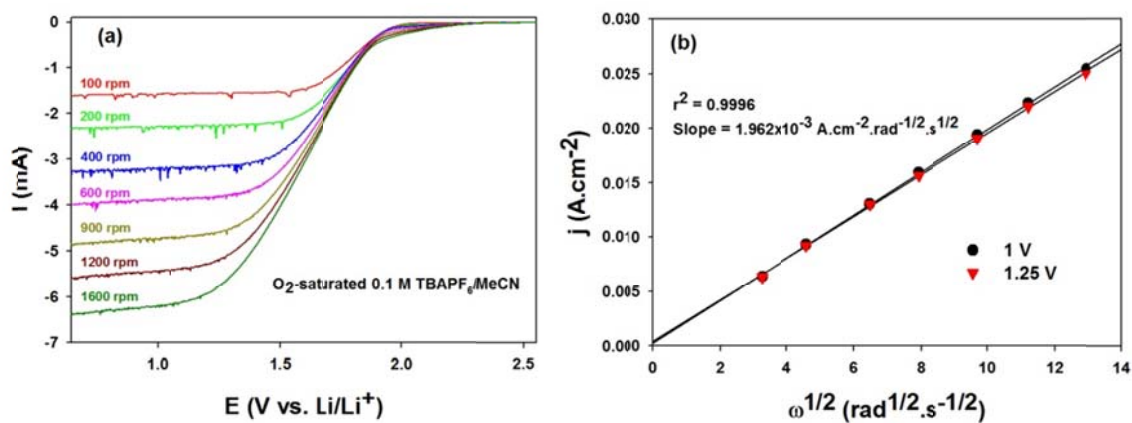 (a)
0
-1
-2
-3
-4
-5
-6
-7
I (mA)
100 rpm
200 rpm
400 rpm
600 rpm
900 rpm
1200 rpm
1600 rpm
O₂-saturated 0.1 M TBAPF₆/MeCN
1.0 1.5 2.0 2.5
E (V vs. Li/Li⁺)
(b)
0.030
0.025
0.020
0.015
0.010
0.005
0.000
j (A.cm⁻²)
r² = 0.9996
Slope = 1.962x10⁻³ A.cm⁻².rad⁻¹/².s¹/²
1 V
1.25 V
0 2 4 6 8 10 12 14
ω¹/² (rad¹/².s⁻¹/²)